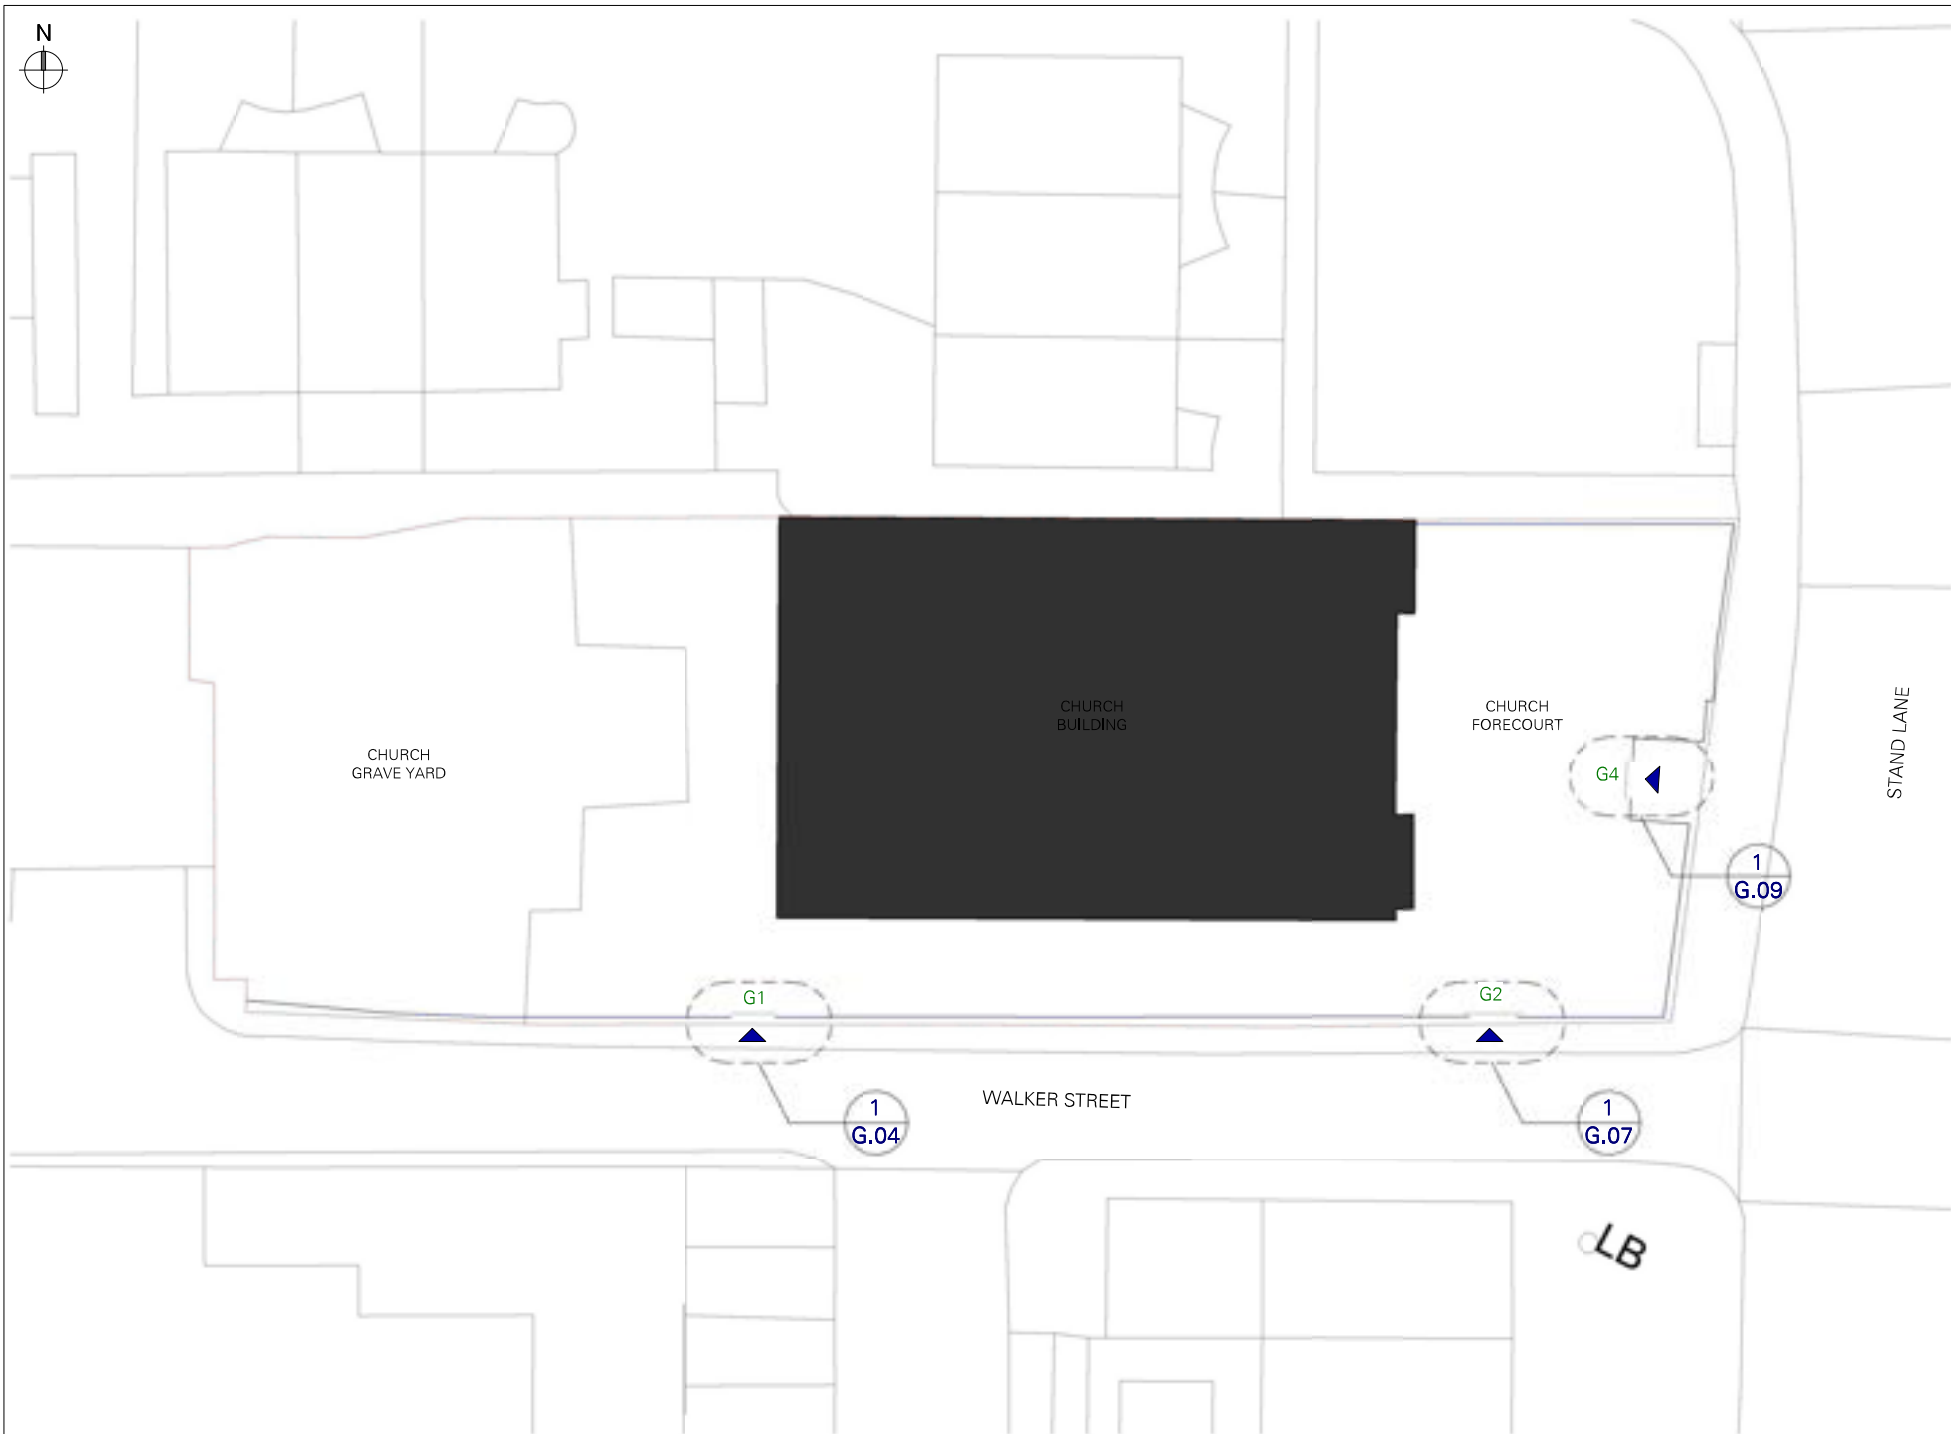 N
CHURCH
BUILDING
CHURCH
FORECOURT
STAND LANE
CHURCH
GRAVE YARD
G4
1
G.09
G1
G2
WALKER STREET
1
G.04
1
G.07
LB